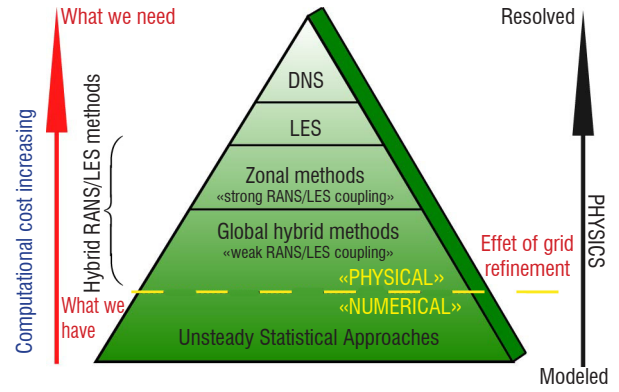 What we need
Resolved
DNS
LES
Zonal methods
«strong RANS/LES coupling»
Global hybrid methods
«weak RANS/LES coupling»
«PHYSICAL»
«NUMERICAL»
Unsteady Statistical Approaches
Computational cost increasing
Hybrid RANS/LES methods
What we
have
Effet of grid
refinement
PHYSICS
Modeled